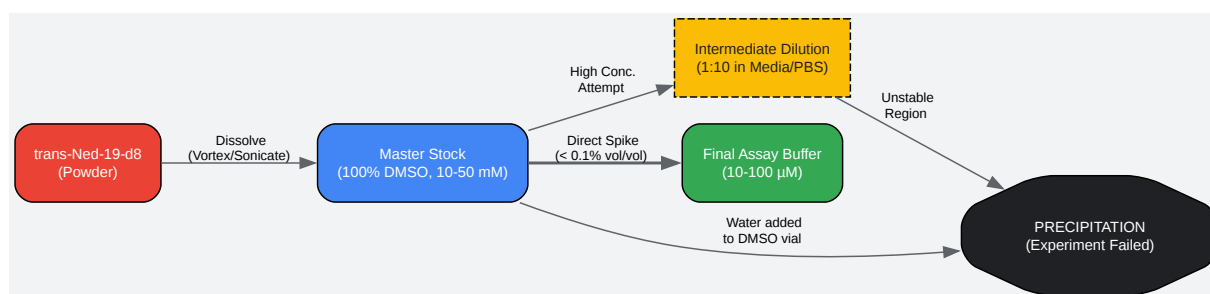 trans-Ned-19-d8
(Powder)
Dissolve
(Vortex/Sonicate)
Master Stock
(100% DMSO, 10-50 mM)
High Conc.
Attempt
Intermediate Dilution
(1:10 in Media/PBS)
Direct Spike
(< 0.1% vol/vol)
Final Assay Buffer
(10-100 µM)
Unstable
Region
Water added
to DMSO vial
PRECIPITATION
(Experiment Failed)